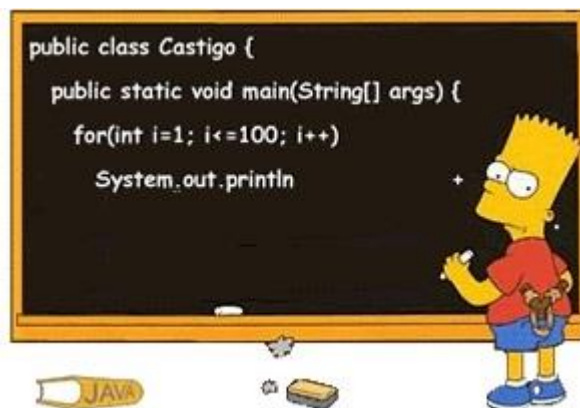 public class Castigo {
public static void main(String[] args) {
for(int i=1; i<=100; i++)
System.out.println
+
JAVA